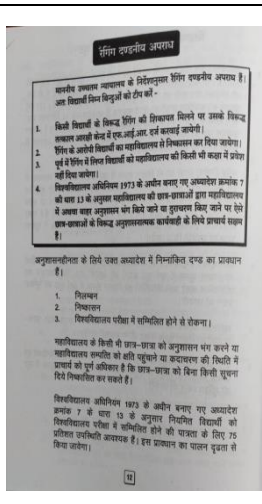 रैगिंग दण्डनीय अपराध
माननीय उच्चतम न्यायालय के निर्देशानुसार रैगिंग दण्डनीय अपराध है।
अतः विद्यार्थी निम्न बिन्दुओं को टीप करें -
1. किसी विद्यार्थी के विरुद्ध रैगिंग की शिकायत मिलने पर उसके विरुद्ध
तत्काल आरक्षी केन्द्र में एफ.आई.आर. दर्ज करवाई जायेगी।
2. रैगिंग के आरोपी विद्यार्थी का महाविद्यालय से निष्कासन कर दिया जायेगा।
3. पूर्व में रैगिंग में लिप्त विद्यार्थी को महाविद्यालय की किसी भी कक्षा में प्रवेश
नहीं दिया जायेगा।
4. विश्वविद्यालय अधिनियम 1973 के अधीन बनाए गए अध्यादेश क्रमांक 7
की धारा 13 के अनुसार महाविद्यालय की छात्र-छात्राओं द्वारा महाविद्यालय
में अथवा बाहर अनुशासन भंग किये जाने या दुराचरण किए जाने पर ऐसे
छात्र-छात्राओं के विरुद्ध अनुशासनात्मक कार्यवाही के लिये प्राचार्य सक्षम
है।
अनुशासनहीनता के लिये उक्त अध्यादेश में निम्नांकित दण्ड का प्रावधान
है।
1. निलम्बन
2. निष्कासन
3. विश्वविद्यालय परीक्षा में सम्मिलित होने से रोकना।
महाविद्यालय के किसी भी छात्र-छात्रा को अनुशासन भंग करने या
महाविद्यालय सम्पत्ति को क्षति पहुंचाने या कदाचरण की स्थिति में
प्राचार्य को पूर्ण अधिकार है कि छात्र-छात्रा को बिना किसी सूचना
दिये निष्कासित कर सकते हैं।
विश्वविद्यालय अधिनियम 1973 के अधीन बनाए गए अध्यादेश
क्रमांक 7 के धारा 13 के अनुसार नियमित विद्यार्थी को
विश्वविद्यालय परीक्षा में सम्मिलित होने की पात्रता के लिए 75
प्रतिशत उपस्थिति आवश्यक है। इस प्रावधान का पालन दृढता से
किया जायेगा।